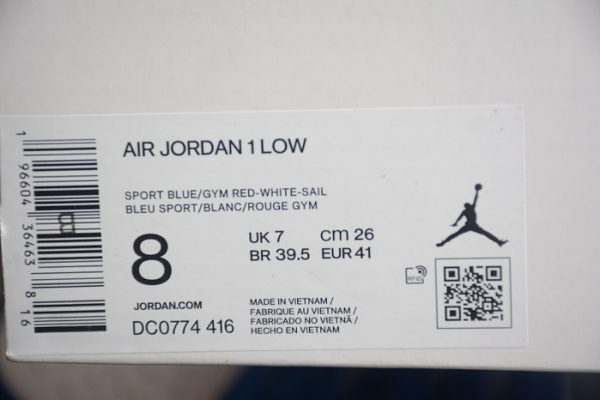 AIR JORDAN 1 LOW
SPORT BLUE/GYM RED-WHITE-SAIL
BLEU SPORT/BLANC/ROUGE GYM
8
UK 7 cm 26
BR 39.5 EUR 41
RFID
JORDAN.COM
DC0774 416
MADE IN VIETNAM /
FABRIQUE AU VIETNAM /
FABRICADO NO VIETNÃ /
HECHO EN VIETNAM
1 96604 36463 8 16
B